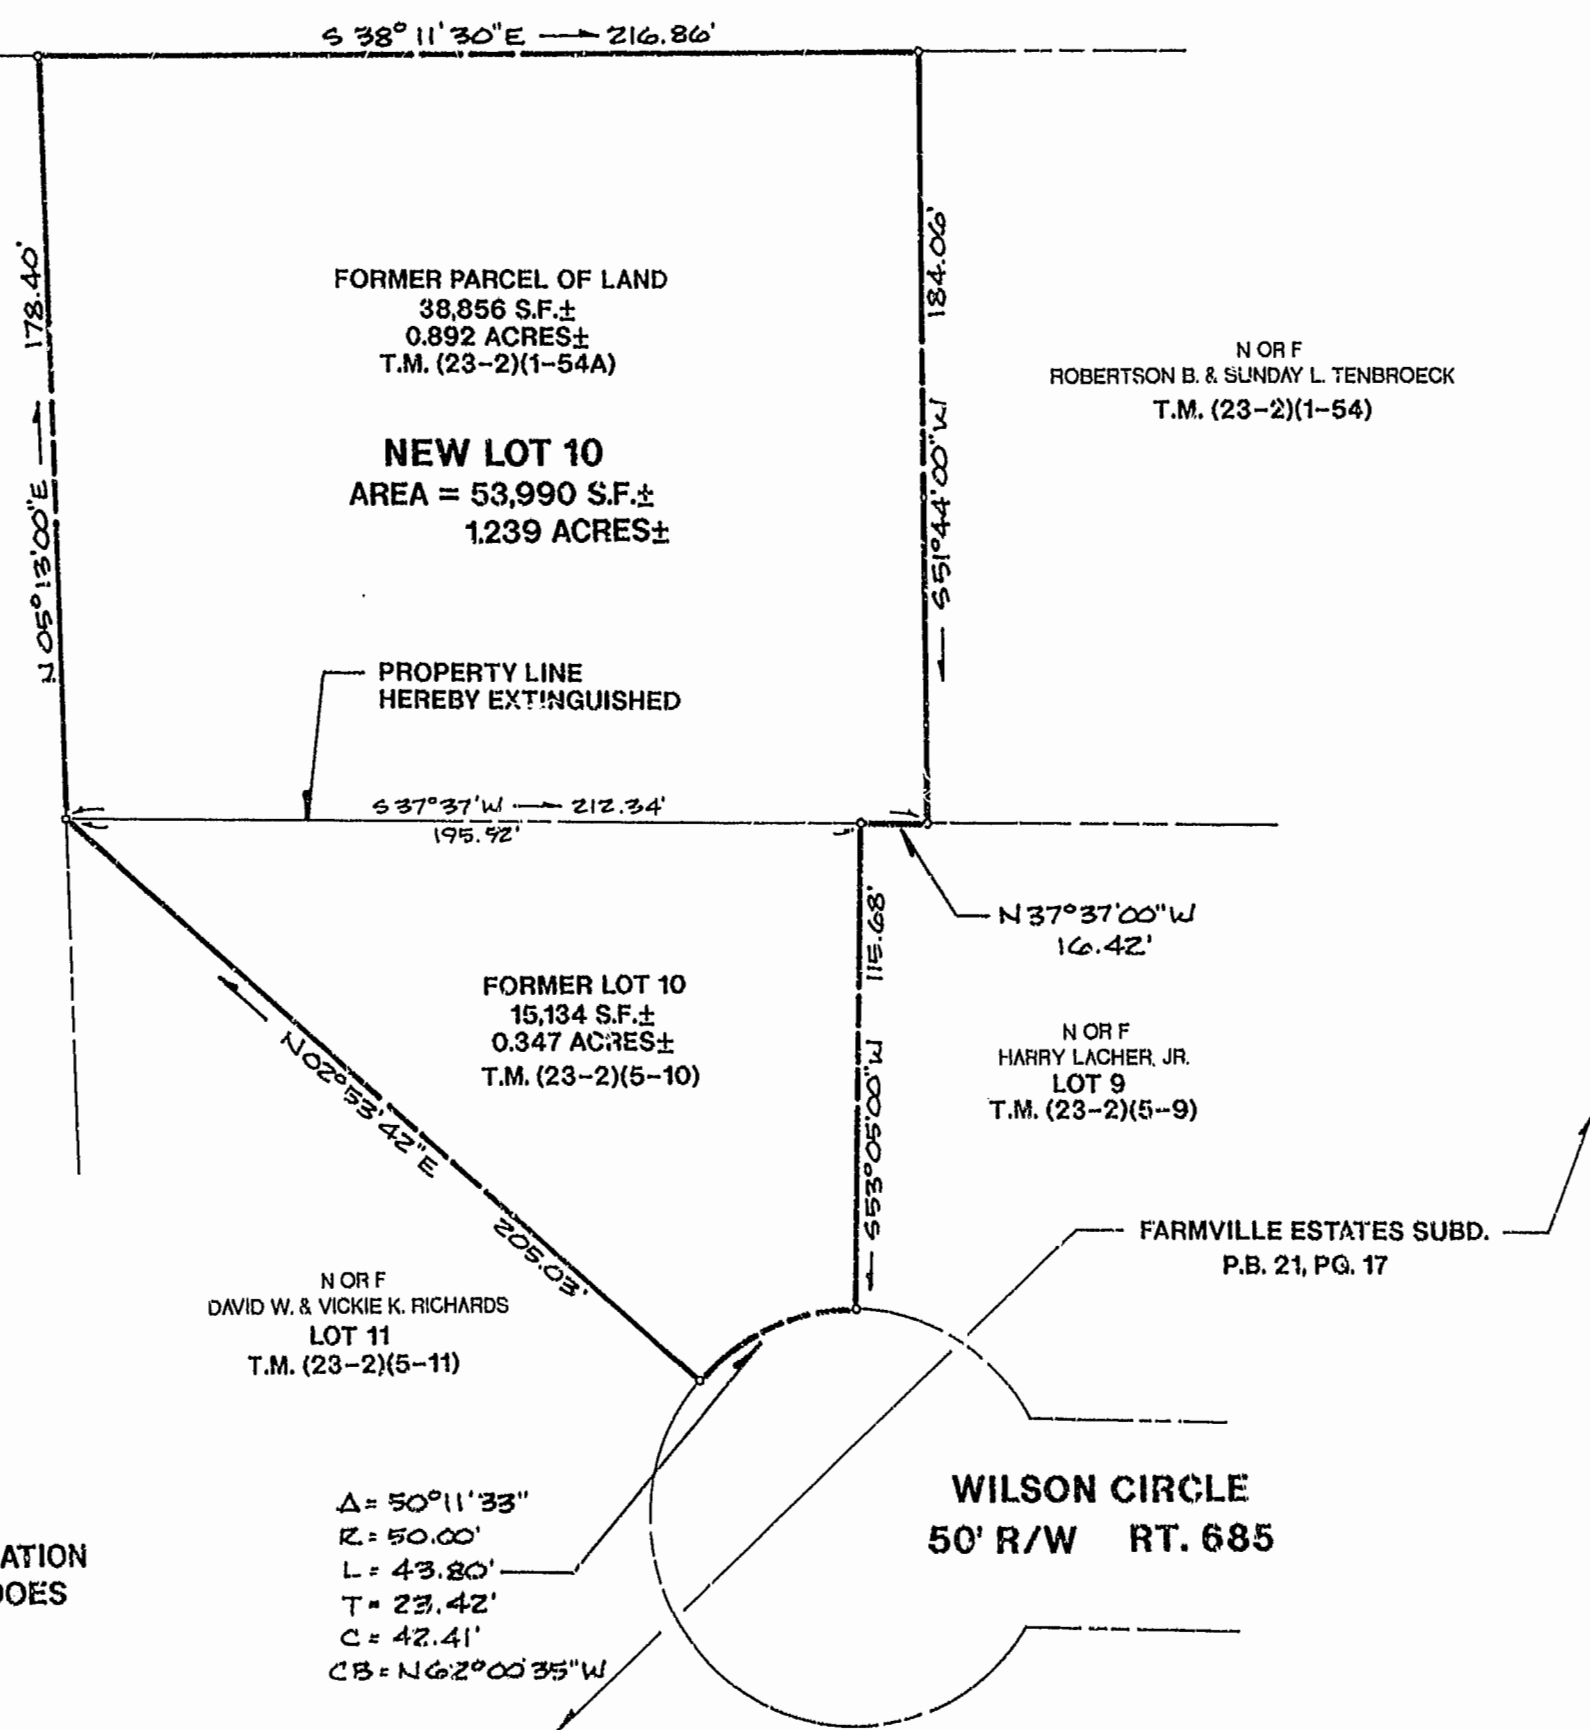 S 38° 11' 30" E 216.86'
178.40'
N 05° 13' 00" E
FORMER PARCEL OF LAND
38,856 S.F.±
0.892 ACRES±
T.M. (23-2)(1-54A)
NEW LOT 10
AREA = 53,990 S.F.±
1.239 ACRES±
184.06'
S 51° 44' 00" W
N OR F
ROBERTSON B. & SUNDAY L. TENBROECK
T.M. (23-2)(1-54)
PROPERTY LINE
HEREBY EXTINGUISHED
S 37° 37' W 212.34'
195.92'
N 37° 37' 00" W
16.42'
115.68'
S 53° 05' 00" W
FORMER LOT 10
15,134 S.F.±
0.347 ACRES±
T.M. (23-2)(5-10)
N OR F
HARRY LACHER, JR.
LOT 9
T.M. (23-2)(5-9)
N 02° 53' 42" E
205.03'
FARMVILLE ESTATES SUBD.
P.B. 21, PG. 17
N OR F
DAVID W. & VICKIE K. RICHARDS
LOT 11
T.M. (23-2)(5-11)
Δ = 50° 11' 33"
R = 50.00'
L = 43.80'
T = 23.42'
C = 42.41'
CB = N 62° 00' 35" W
WILSON CIRCLE
50' R/W RT. 685
ATION
OES